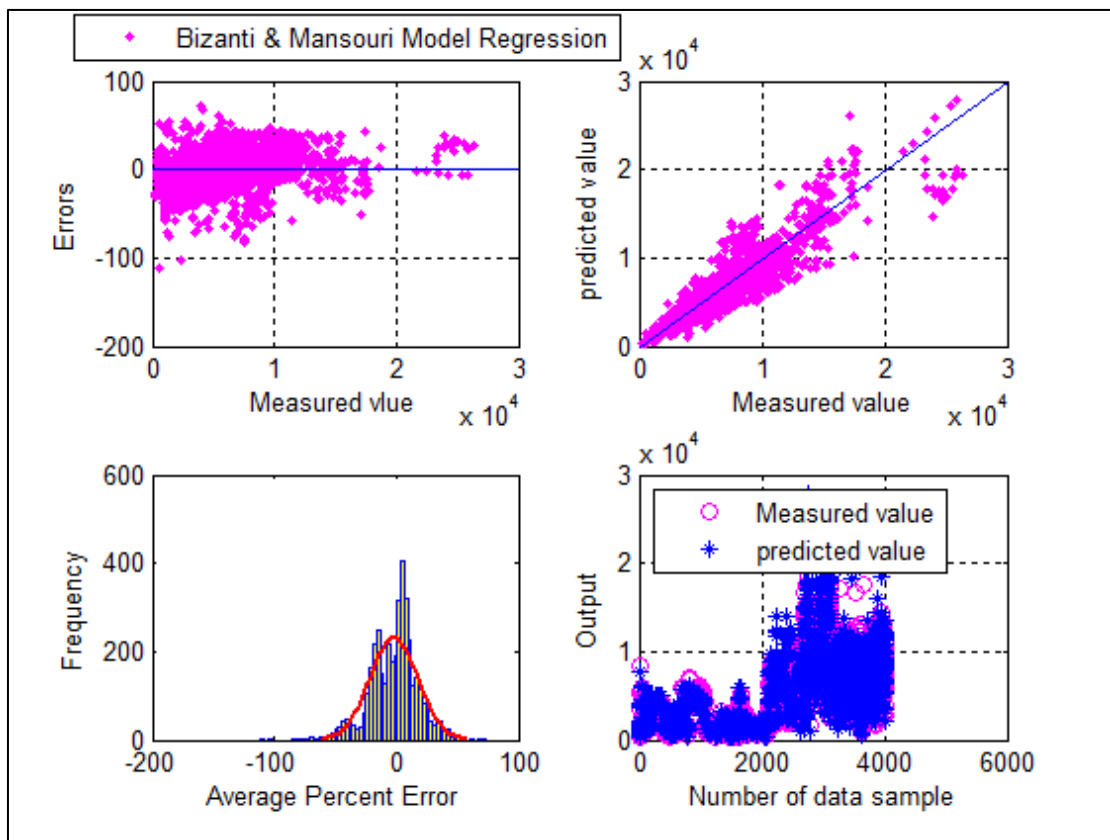 Bizanti & Mansouri Model Regression
100
0
-100
-200
Errors
0
1
2
3
Measured vlue
x 10^4
x 10^4
3
2
1
0
predicted value
0
1
2
3
Measured value
x 10^4
600
400
200
0
Frequency
-200
-100
0
100
Average Percent Error
x 10^4
3
2
1
0
Output
Measured value
predicted value
0
2000
4000
6000
Number of data sample